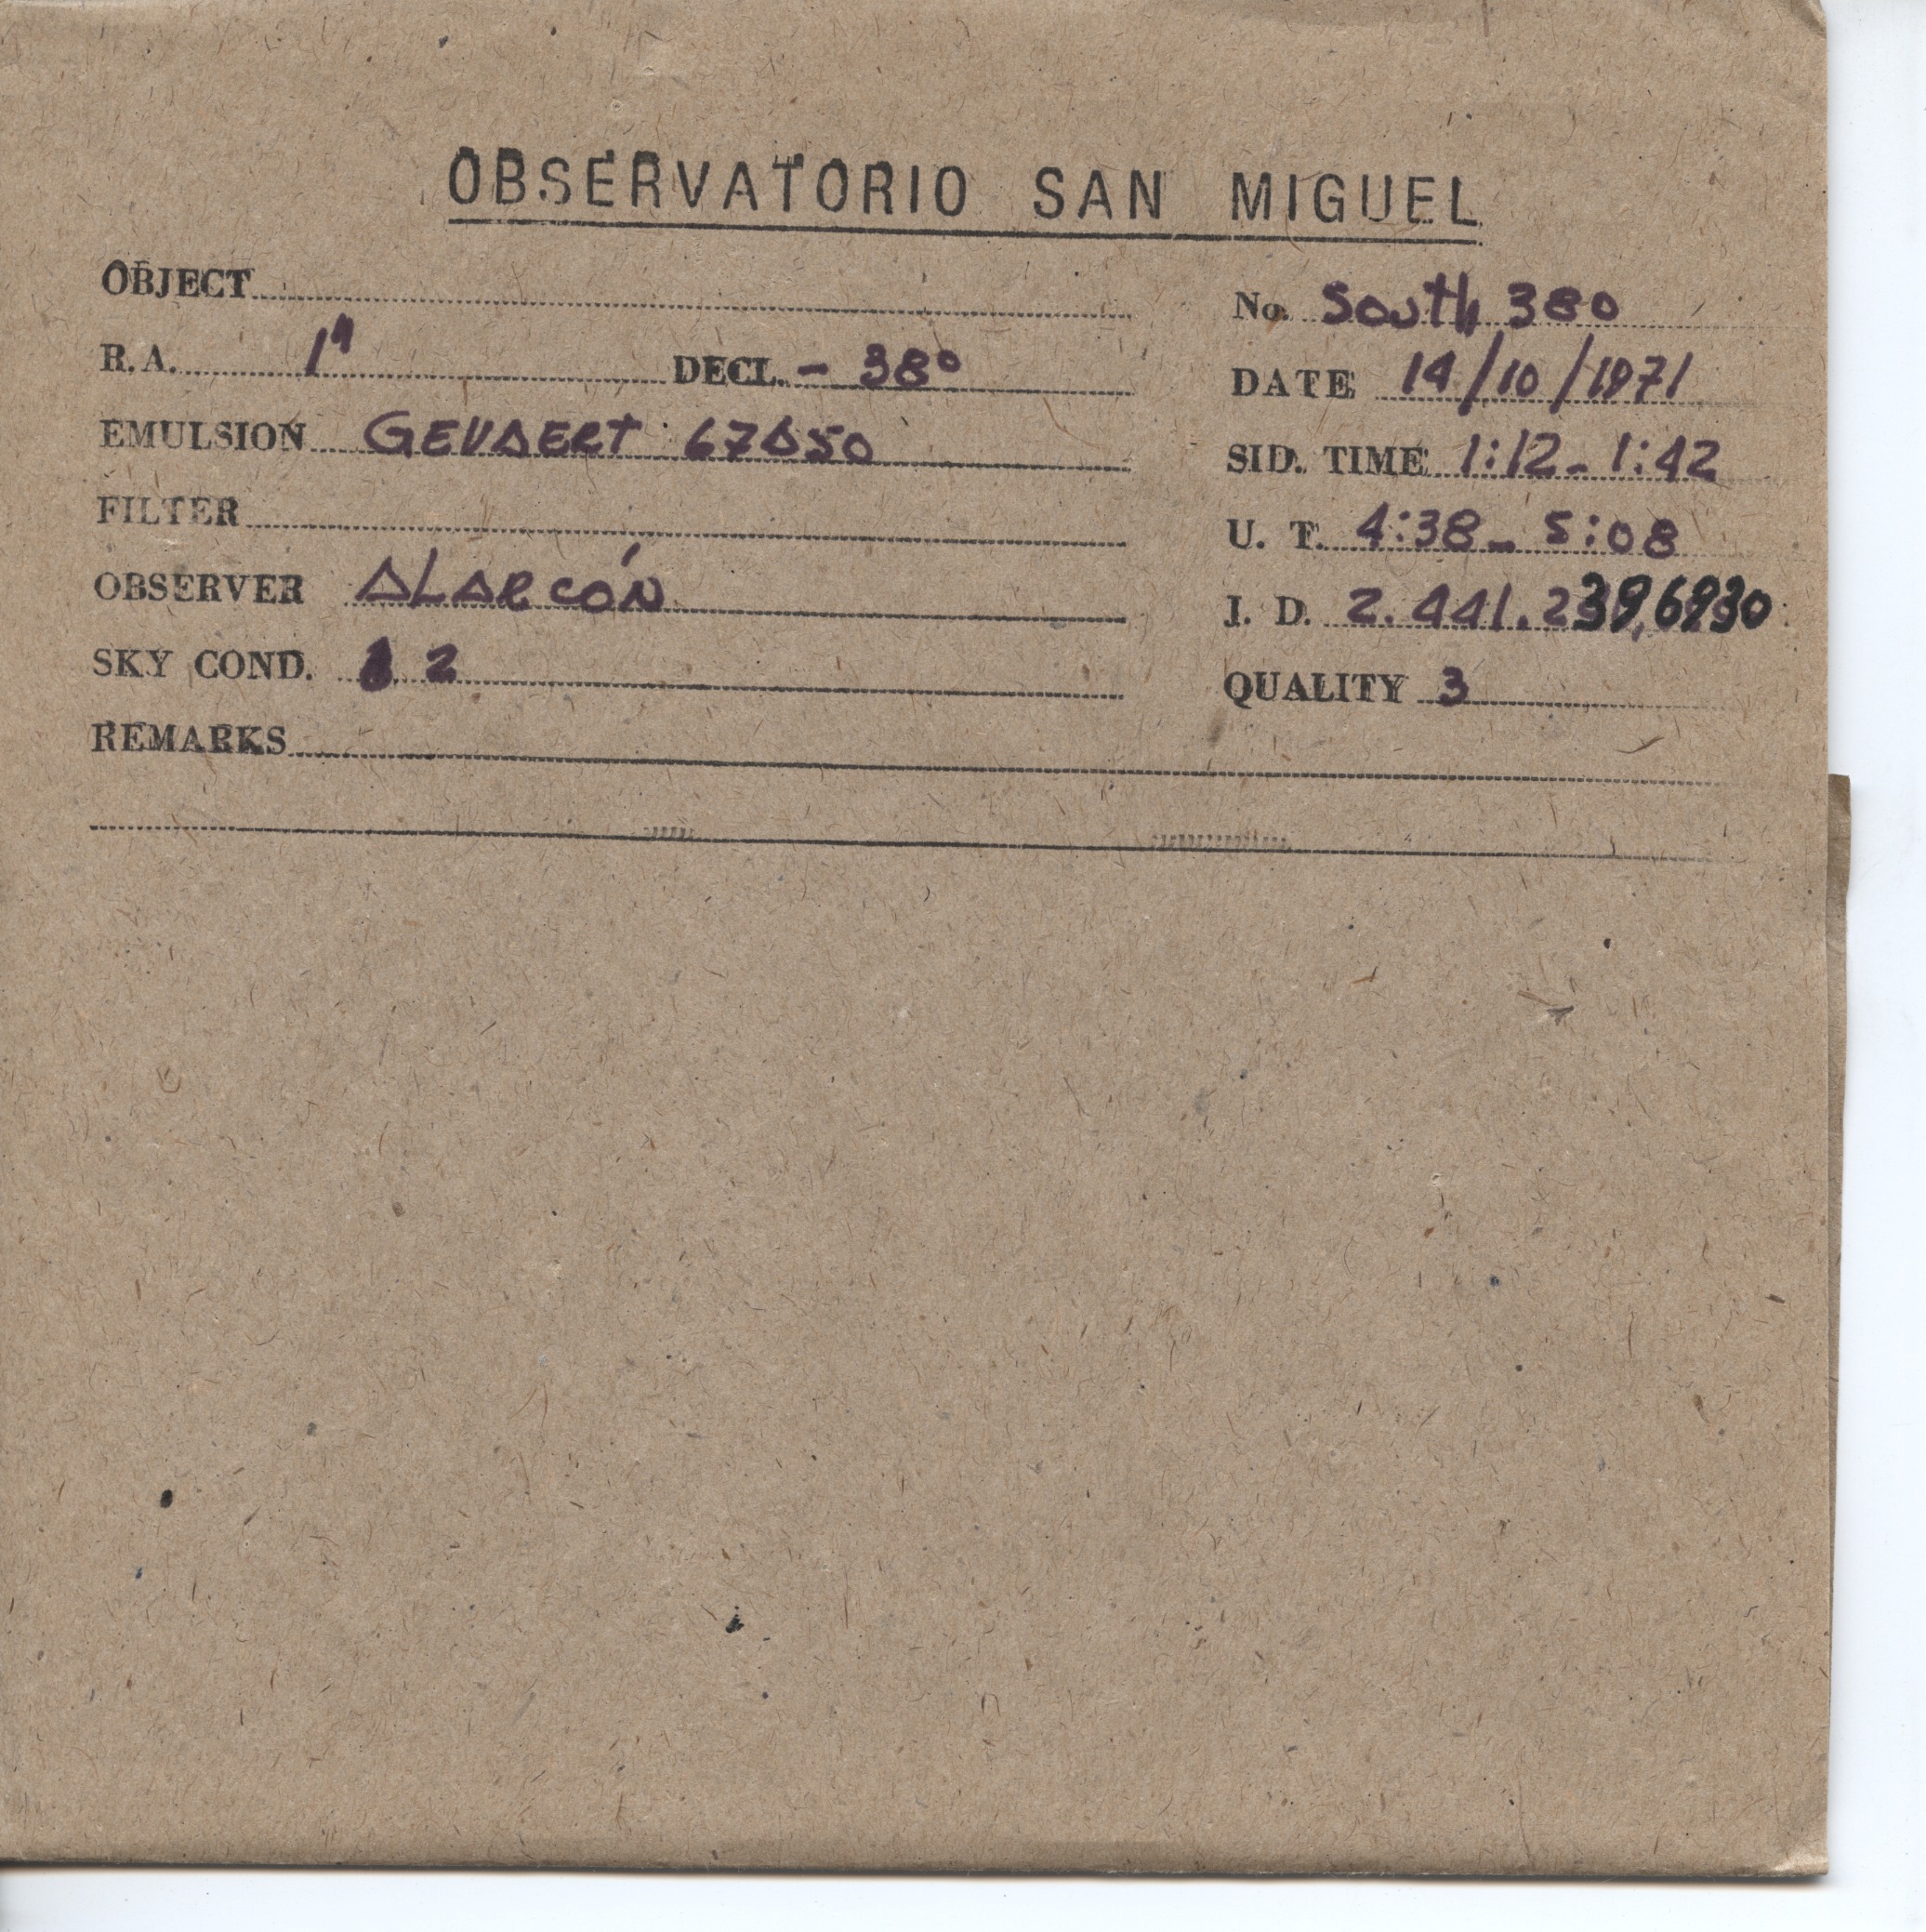 OBSERVATORIO SAN MIGUEL
OBJECT No. South 380
R.A. 1h DECL. - 38°
DATE 14/10/1971
EMULSION GEVAERT 67A50
SID. TIME 1:12 - 1:42
FILTER
U. T. 4:38 - 5:08
OBSERVER ALARCÓN
J. D. 2.441.239,6930
SKY COND. 2
QUALITY 3
REMARKS